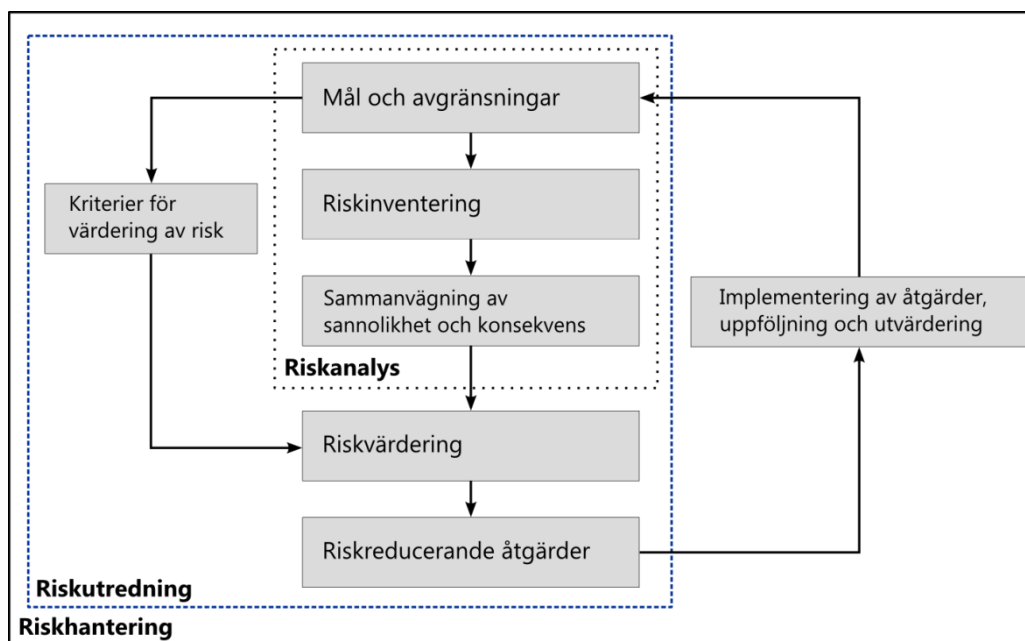 Mål och avgränsningar
Kriterier för
värdering av risk
Riskinventering
Sammanvägning av
sannolikhet och konsekvens
Implementering av åtgärder,
uppföljning och utvärdering
Riskanalys
Riskvärdering
Riskreducerande åtgärder
Riskutredning
Riskhantering